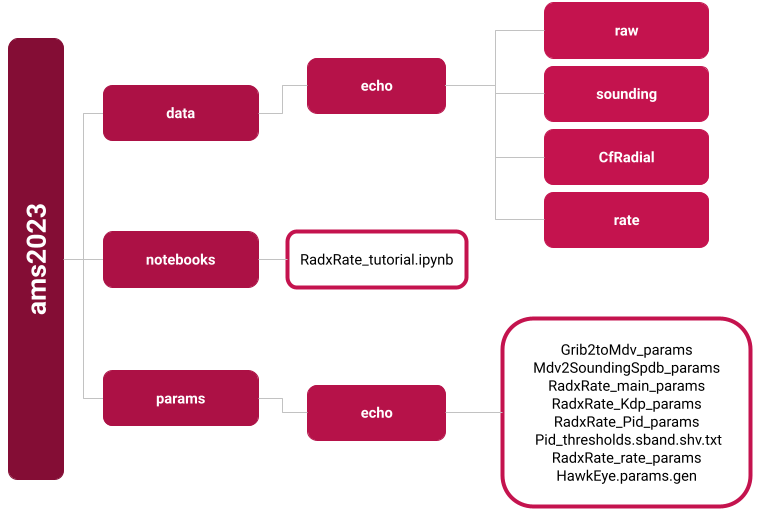 ams2023
data
echo
raw
sounding
CfRadial
rate
notebooks
RadxRate_tutorial.ipynb
params
echo
Grib2toMdv_params
Mdv2SoundingSpdb_params
RadxRate_main_params
RadxRate_Kdp_params
RadxRate_Pid_params
Pid_thresholds.sband.shv.txt
RadxRate_rate_params
HawkEye.params.gen